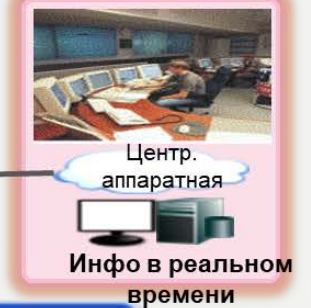 Центр.
аппаратная
Инфо в реальном
времени